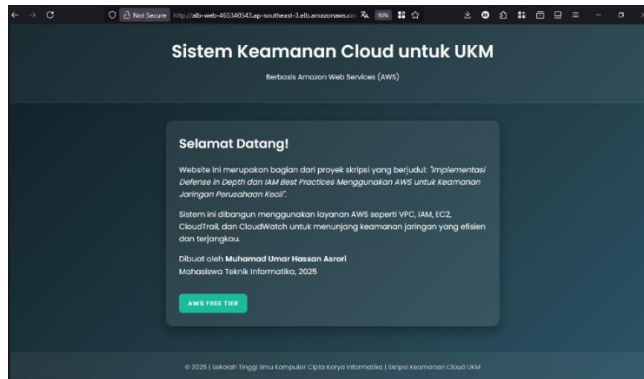 Not Secure http://alb-web-465340543.ap-southeast-3.elb.amazonaws.co 90%
Sistem Keamanan Cloud untuk UKM
Berbasis Amazon Web Services (AWS)
Selamat Datang!
Website ini merupakan bagian dari proyek skripsi yang berjudul: "Implementasi
Defense in Depth dan IAM Best Practices Menggunakan AWS untuk Keamanan
Jaringan Perusahaan Kecil".
Sistem ini dibangun menggunakan layanan AWS seperti VPC, IAM, EC2,
CloudTrail, dan CloudWatch untuk menunjang keamanan jaringan yang efisien
dan terjangkau.
Dibuat oleh Muhamad Umar Hassan Asrori
Mahasiswa Teknik Informatika, 2025
AWS FREE TIER
© 2025 | Sekolah Tinggi Ilmu Komputer Cipta Karya Informatika | Skripsi Keamanan Cloud UKM